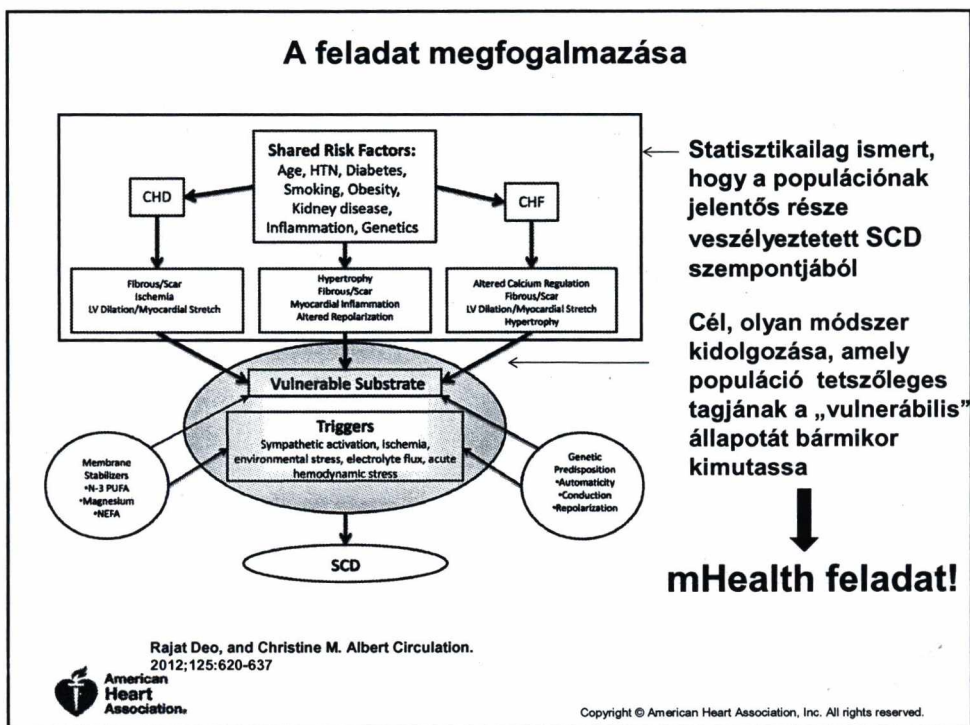 A feladat megfogalmazása
Shared Risk Factors:
Age, HTN, Diabetes,
Smoking, Obesity,
Kidney disease,
Inflammation, Genetics
CHD
CHF
Fibrous/Scar
Ischemia
LV Dilation/Myocardial Stretch
Hypertrophy
Fibrous/Scar
Myocardial Inflammation
Altered Repolarization
Altered Calcium Regulation
Fibrous/Scar
LV Dilation/Myocardial Stretch
Hypertrophy
Vulnerable Substrate
Triggers
Sympathetic activation, Ischemia,
environmental stress, electrolyte flux, acute
hemodynamic stress
Membrane
Stabilizers
•N-3 PUFA
•Magnesium
•NEFA
Genetic
Predisposition
•Automaticity
•Conduction
•Repolarization
SCD
Statisztikailag ismert,
hogy a populációnak
jelentős része
veszélyeztetett SCD
szempontjából
Cél, olyan módszer
kidolgozása, amely
populáció tetszőleges
tagjának a „vulnerábilis”
állapotát bármikor
kimutassa
mHealth feladat!
Rajat Deo, and Christine M. Albert Circulation.
2012;125:620-637
American
Heart
Association®
Copyright © American Heart Association, Inc. All rights reserved.